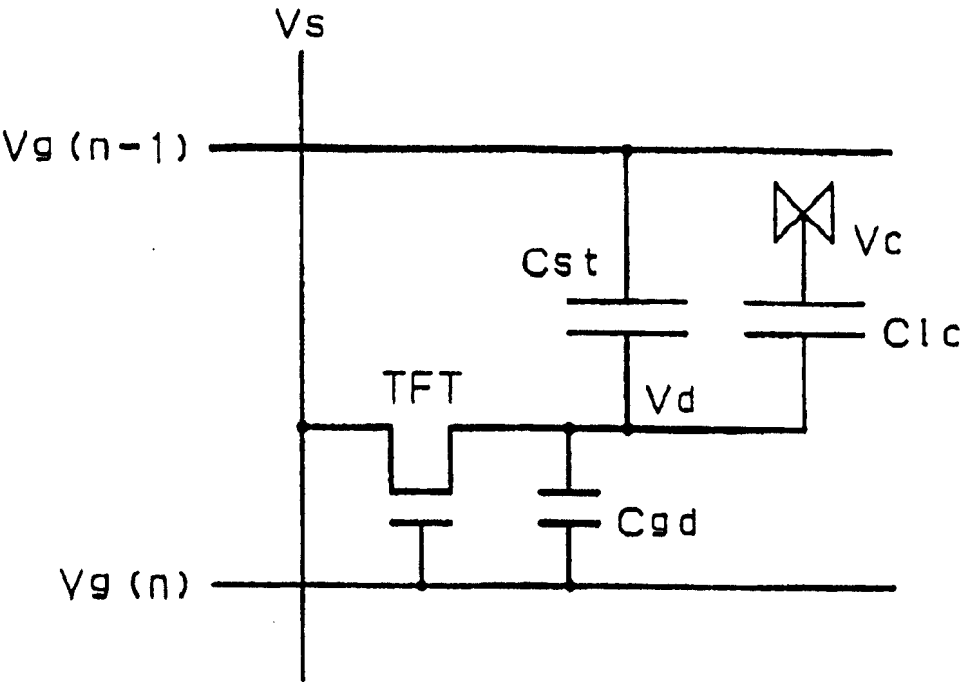 Vs
Vg (n-1)
Vc
Cst
Clc
TFT
Vd
Cgd
Vg (n)